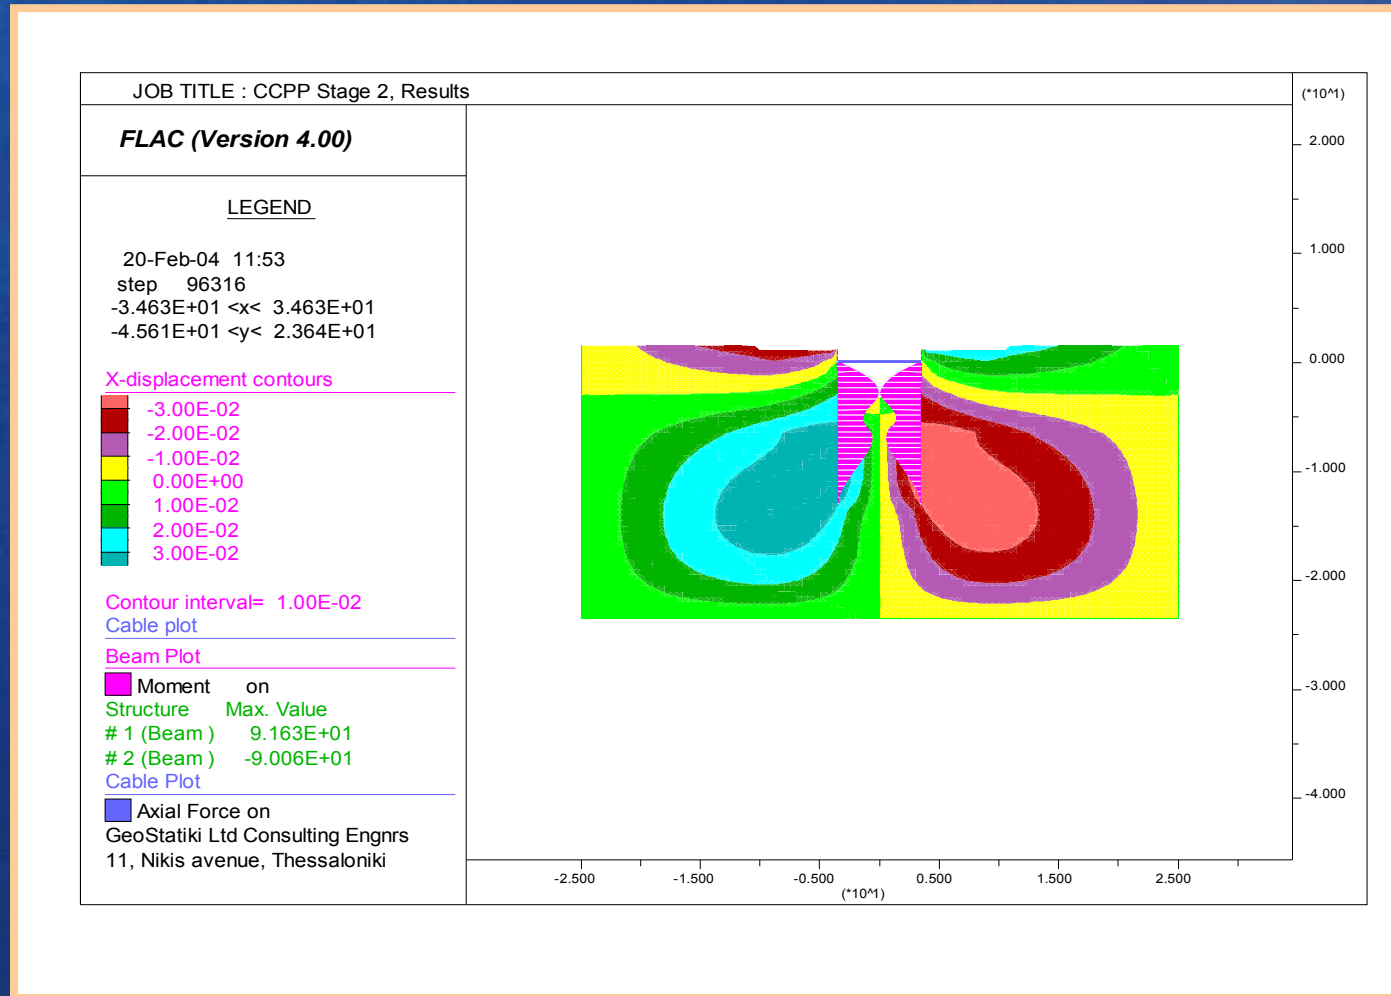 JOB TITLE : CCPP Stage 2, Results
FLAC (Version 4.00)
LEGEND
20-Feb-04 11:53
step 96316
-3.463E+01 <x< 3.463E+01
-4.561E+01 <y< 2.364E+01
X-displacement contours
-3.00E-02
-2.00E-02
-1.00E-02
0.00E+00
1.00E-02
2.00E-02
3.00E-02
Contour interval= 1.00E-02
Cable plot
Beam Plot
Moment on
Structure Max. Value
# 1 (Beam ) 9.163E+01
# 2 (Beam ) -9.006E+01
Cable Plot
Axial Force on
GeoStatiki Ltd Consulting Engnrs
11, Nikis avenue, Thessaloniki
(*10^1)
2.000
1.000
0.000
-1.000
-2.000
-3.000
-4.000
-2.500 -1.500 -0.500 0.500 1.500 2.500
(*10^1)